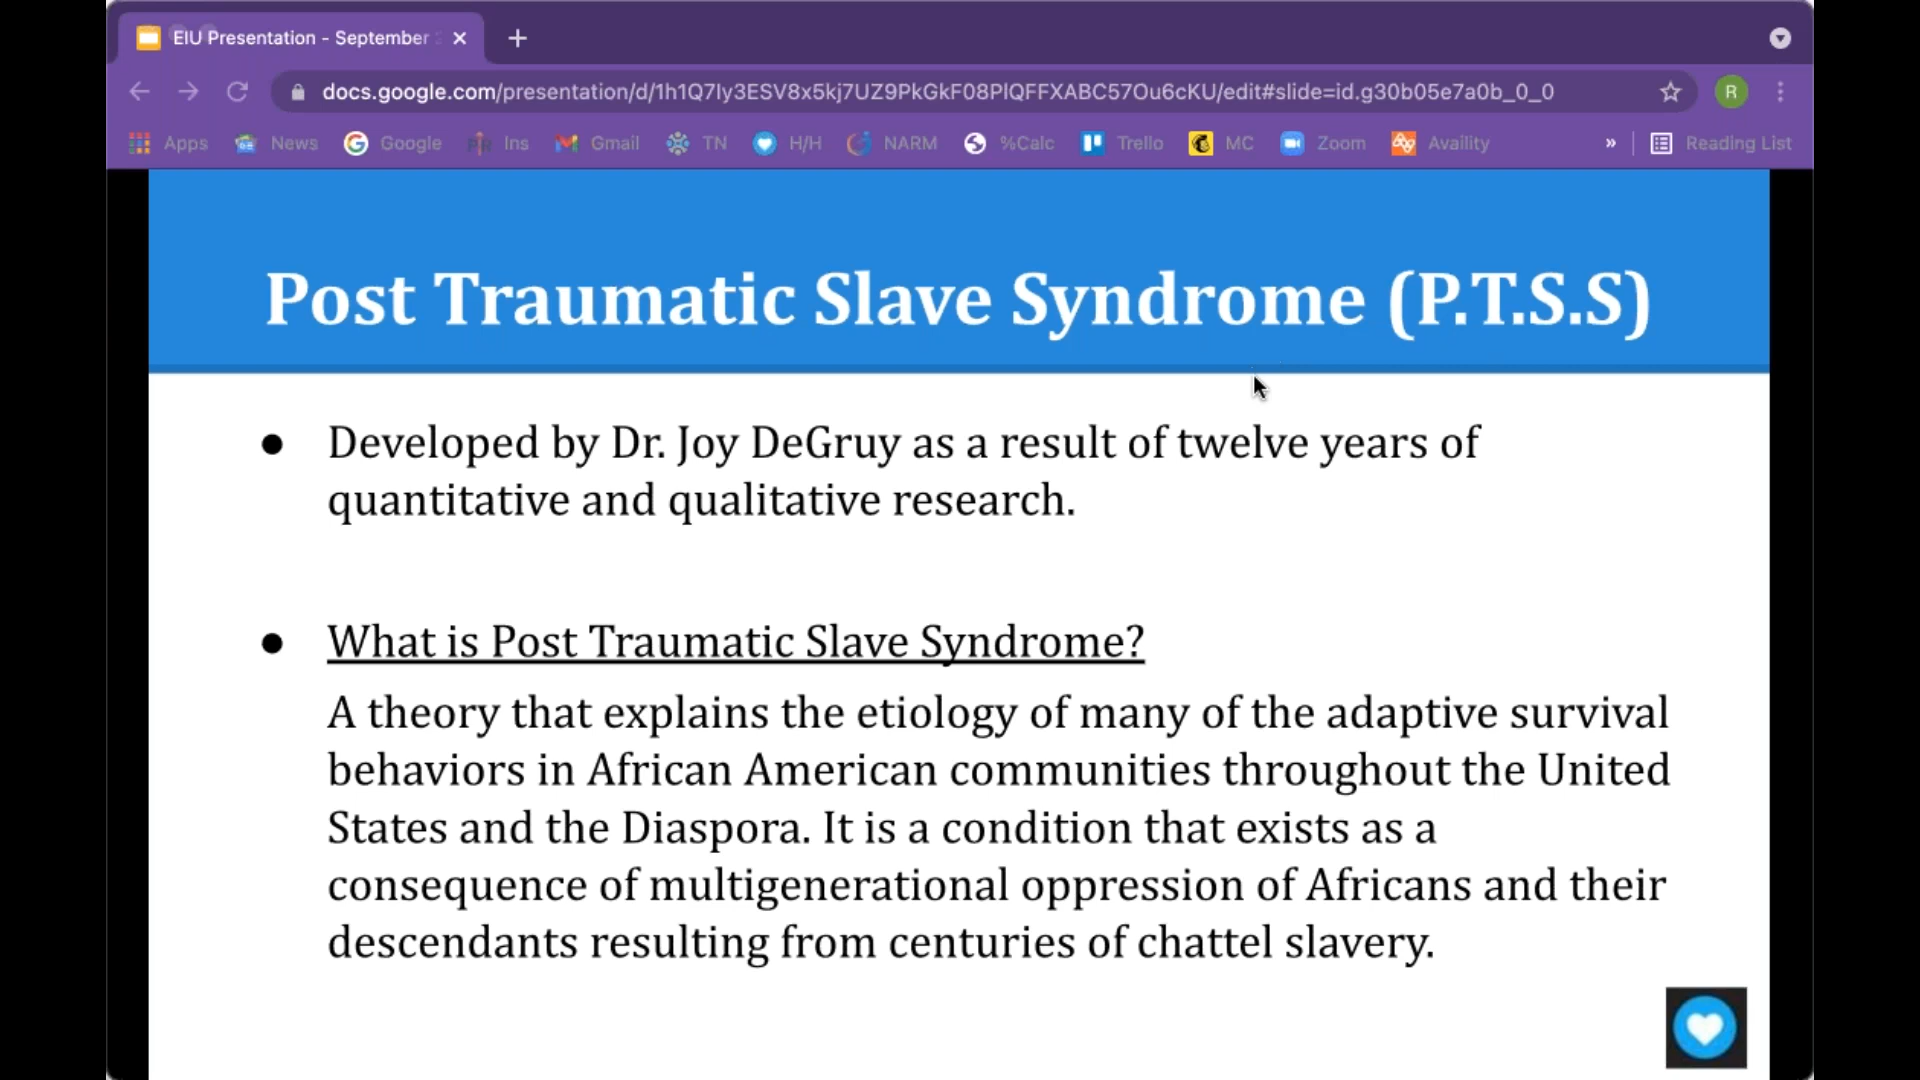 EIU Presentation - September
docs.google.com/presentation/d/1h1Q7Iy3ESV8x5kj7UZ9PkGkF08PlQFFXABC57Ou6cKU/edit#slide=id.g30b05e7a0b_0_0
R
Apps News Google Ins Gmail TN H/H NARM %Calc Trello MC Zoom Availity » Reading List
Post Traumatic Slave Syndrome (P.T.S.S)
● Developed by Dr. Joy DeGruy as a result of twelve years of
quantitative and qualitative research.
● What is Post Traumatic Slave Syndrome?
A theory that explains the etiology of many of the adaptive survival
behaviors in African American communities throughout the United
States and the Diaspora. It is a condition that exists as a
consequence of multigenerational oppression of Africans and their
descendants resulting from centuries of chattel slavery.